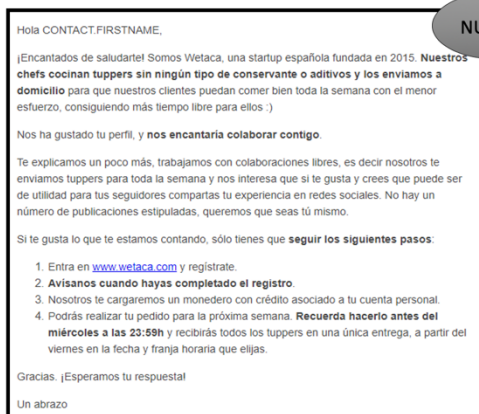 NU
Hola CONTACT.FIRSTNAME,
¡Encantados de saludarte! Somos Wetaca, una startup española fundada en 2015. Nuestros
chefs cocinan tuppers sin ningún tipo de conservante o aditivos y los enviamos a
domicilio para que nuestros clientes puedan comer bien toda la semana con el menor
esfuerzo, consiguiendo más tiempo libre para ellos :)
Nos ha gustado tu perfil, y nos encantaría colaborar contigo.
Te explicamos un poco más, trabajamos con colaboraciones libres, es decir nosotros te
enviamos tuppers para toda la semana y nos interesa que si te gusta y crees que puede ser
de utilidad para tus seguidores compartas tu experiencia en redes sociales. No hay un
número de publicaciones estipuladas, queremos que seas tú mismo.
Si te gusta lo que te estamos contando, sólo tienes que seguir los siguientes pasos:
1. Entra en www.wetaca.com y regístrate.
2. Avísanos cuando hayas completado el registro.
3. Nosotros te cargaremos un monedero con crédito asociado a tu cuenta personal.
4. Podrás realizar tu pedido para la próxima semana. Recuerda hacerlo antes del
miércoles a las 23:59h y recibirás todos los tuppers en una única entrega, a partir del
viernes en la fecha y franja horaria que elijas.
Gracias. ¡Esperamos tu respuesta!
Un abrazo